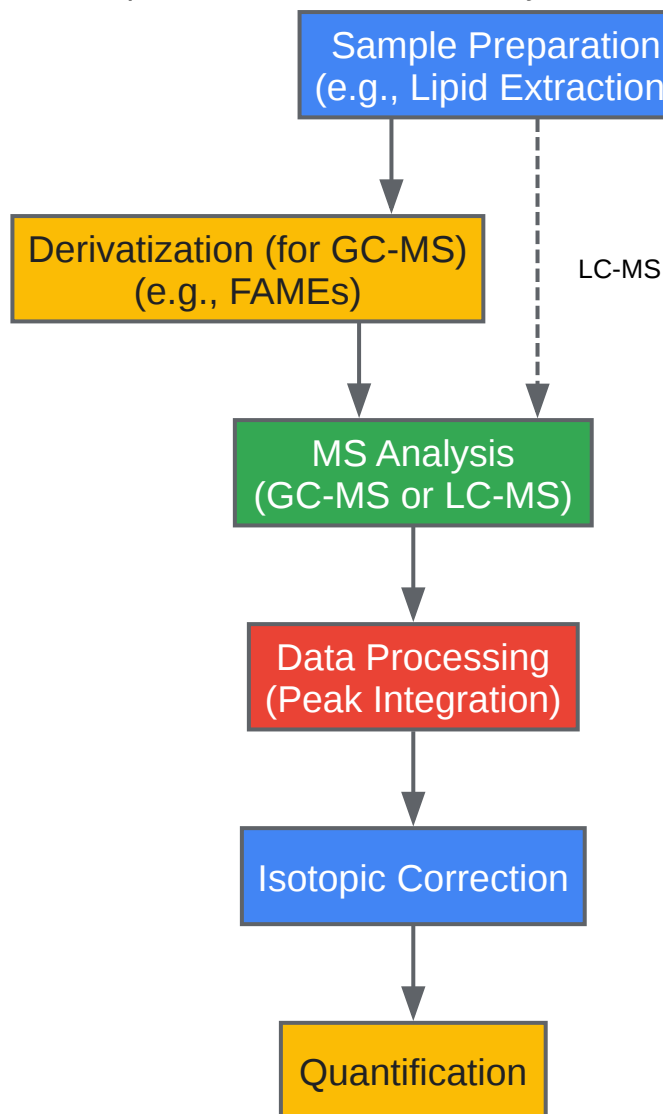 Sample Preparation
(e.g., Lipid Extraction
Derivatization (for GC-MS)
(e.g., FAMEs)
LC-MS
MS Analysis
(GC-MS or LC-MS)
Data Processing
(Peak Integration)
Isotopic Correction
Quantification